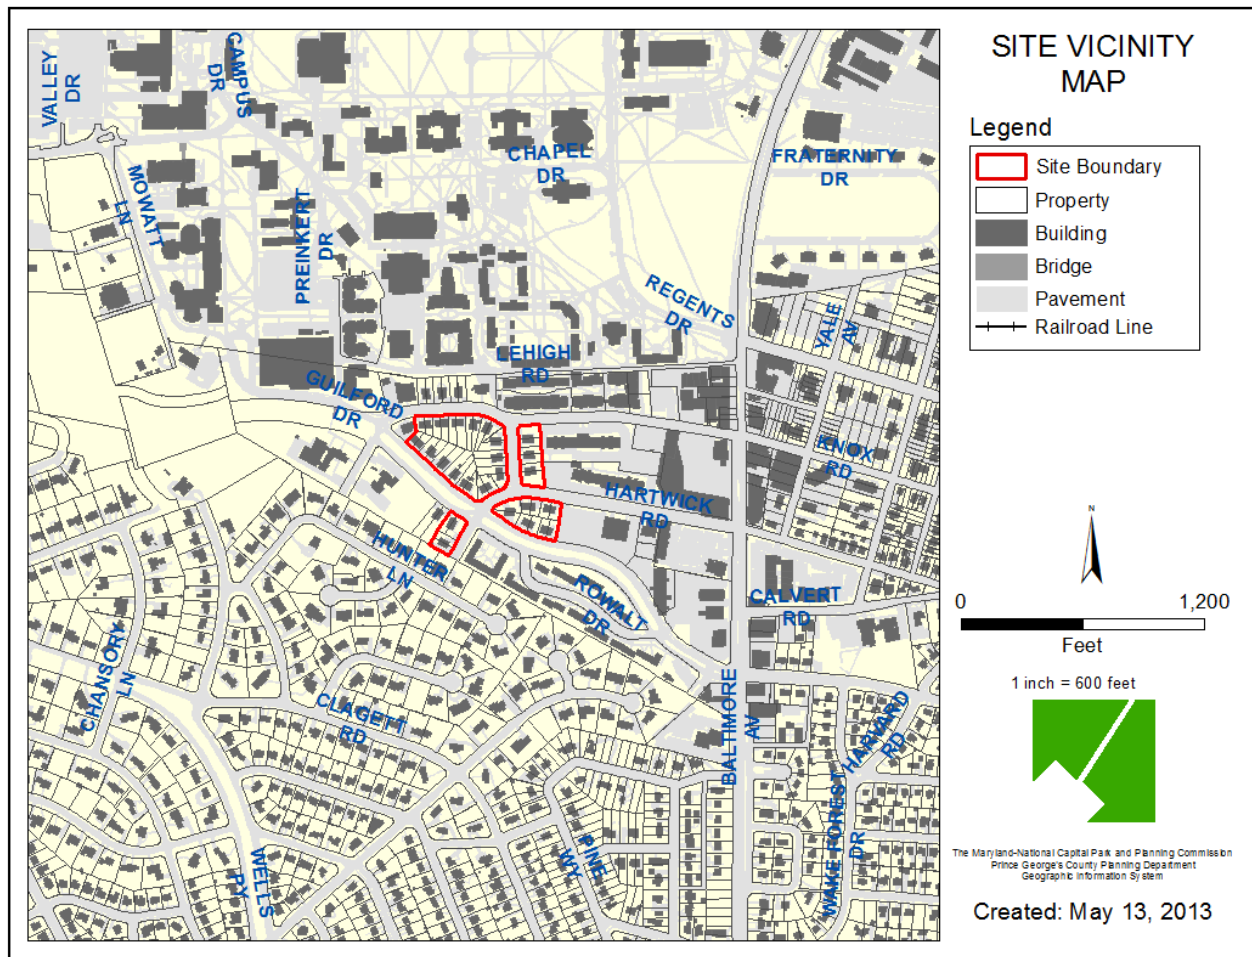 SITE VICINITY
MAP
Legend
Site Boundary
Property
Building
Bridge
Pavement
Railroad Line
N
0 1,200
Feet
1 inch = 600 feet
The Maryland-National Capital Park and Planning Commission
Prince George's County Planning Department
Geographic Information System
Created: May 13, 2013
VALLEY
DR
CAMPUS
DR
MOWATT
LN
PREINKERT
DR
CHAPEL
DR
FRATERNITY
DR
REGENTS
DR
YALE
AV
LEHIGH
RD
GUILFORD
DR
KNOX
RD
HARTWICK
RD
HUNTER
LN
ROWALT
DR
CALVERT
RD
CHANSORY
LN
CLAGETT
RD
BALTIMORE
AV
HARVARD
RD
WAKE FOREST
DR
PINE
WY
WELLS
PY